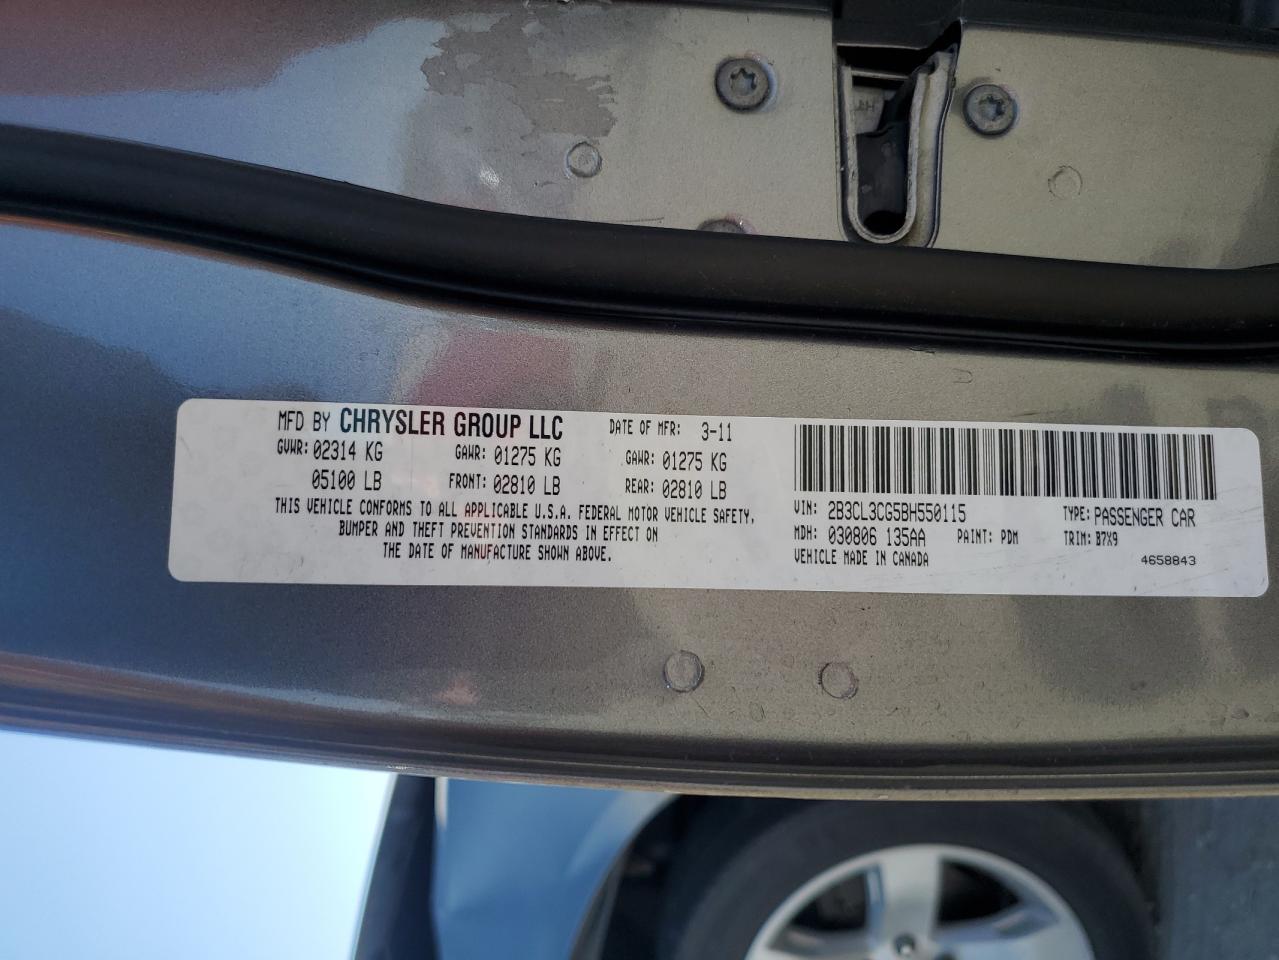 MFD BY CHRYSLER GROUP LLC DATE OF MFR: 3-11
GVWR: 02314 KG GAWR: 01275 KG GAWR: 01275 KG
05100 LB FRONT: 02810 LB REAR: 02810 LB
THIS VEHICLE CONFORMS TO ALL APPLICABLE U.S.A. FEDERAL MOTOR VEHICLE SAFETY,
BUMPER AND THEFT PREVENTION STANDARDS IN EFFECT ON
THE DATE OF MANUFACTURE SHOWN ABOVE.
VIN: 2B3CL3CG5BH550115 TYPE: PASSENGER CAR
MDH: 030806 135AA PAINT: PDM TRIM: B7X9
VEHICLE MADE IN CANADA 4658843